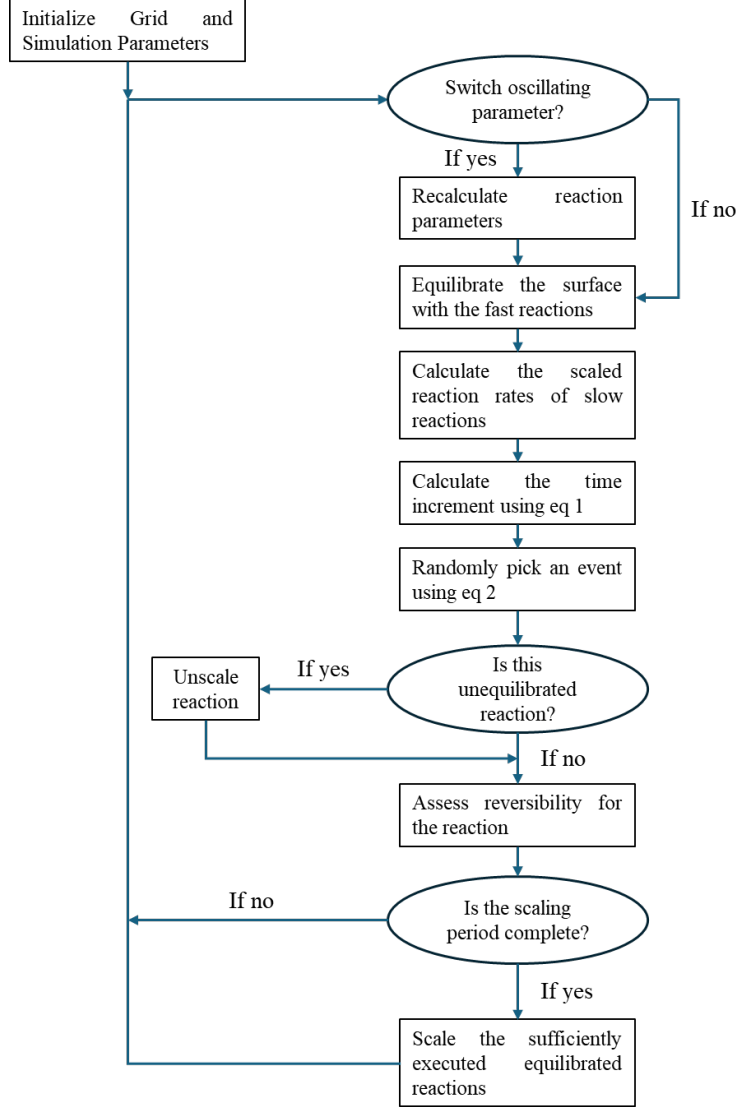 Initialize Grid and
Simulation Parameters
Switch oscillating
parameter?
If yes
If no
Recalculate reaction
parameters
Equilibrate the surface
with the fast reactions
Calculate the scaled
reaction rates of slow
reactions
Calculate the time
increment using eq 1
Randomly pick an event
using eq 2
Is this
unequilibrated
reaction?
If yes
Unscale
reaction
If no
Assess reversibility for
the reaction
Is the scaling
period complete?
If no
If yes
Scale the sufficiently
executed equilibrated
reactions